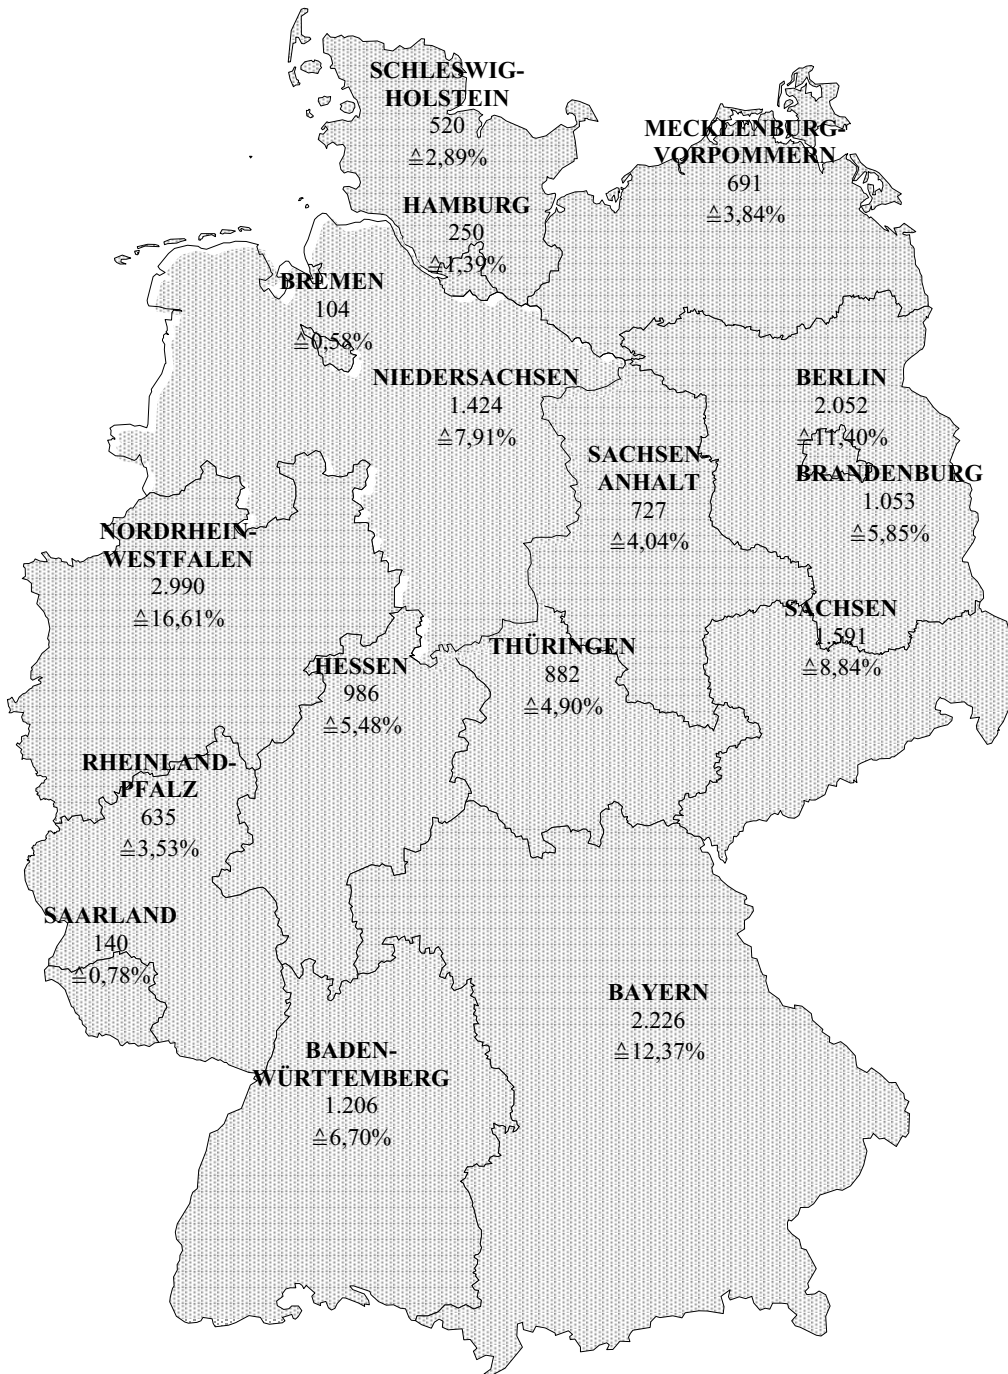 SCHLESWIG-
HOLSTEIN
520
≙2,89%
MECKLENBURG-
VORPOMMERN
691
≙3,84%
HAMBURG
250
≙1,39%
BREMEN
104
≙0,58%
NIEDERSACHSEN
1.424
≙7,91%
BERLIN
2.052
≙11,40%
SACHSEN-
ANHALT
727
≙4,04%
BRANDENBURG
1.053
≙5,85%
NORDRHEIN-
WESTFALEN
2.990
≙16,61%
SACHSEN
1.591
≙8,84%
THÜRINGEN
882
≙4,90%
HESSEN
986
≙5,48%
RHEINLAND-
PFALZ
635
≙3,53%
SAARLAND
140
≙0,78%
BAYERN
2.226
≙12,37%
BADEN-
WÜRTTEMBERG
1.206
≙6,70%